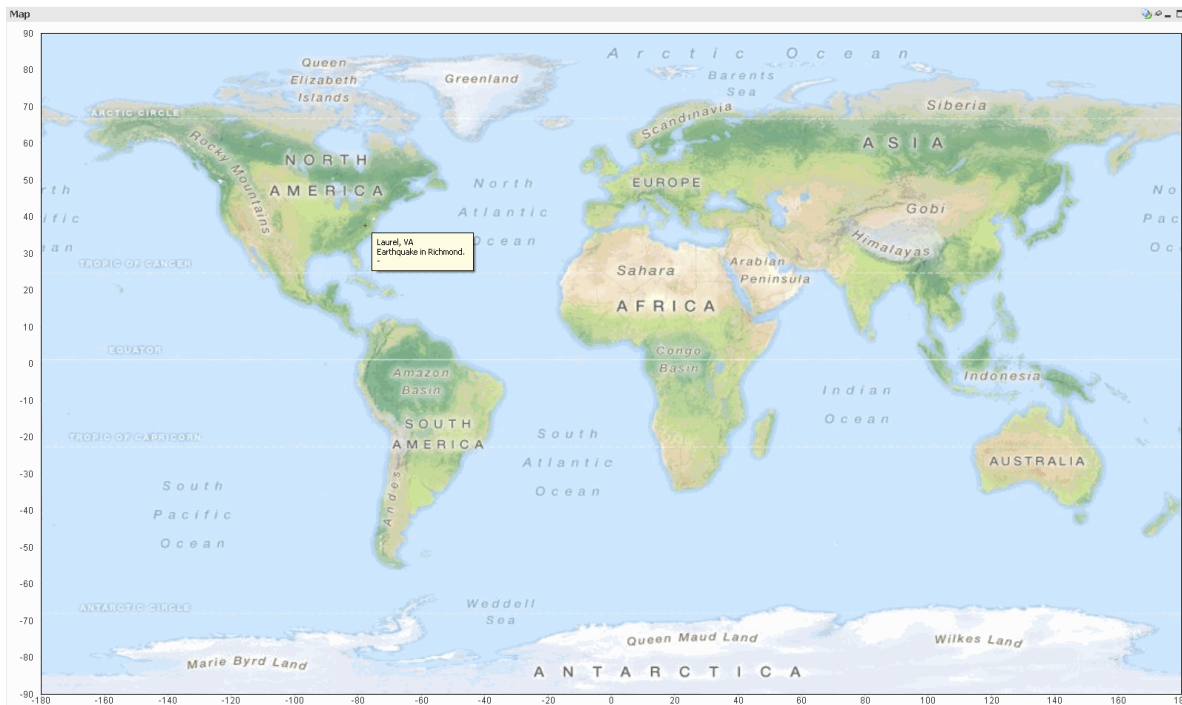 Map
90
80
70
60
50
40
30
20
10
0
-10
-20
-30
-40
-50
-60
-70
-80
-90
Arctic Ocean
Queen
Elizabeth
Islands
Greenland
Barents
Sea
Siberia
ARCTIC CIRCLE
Scandinavia
Rocky Mountains
NORTH
AMERICA
ASIA
EUROPE
North
Atlantic
Ocean
Gobi
Himalayas
Laurel, VA
Earthquake in Richmond.
-
TROPIC OF CANCER
Sahara
Arabian
Peninsula
AFRICA
EQUATOR
Congo
Basin
Amazon
Basin
Indonesia
Indian
Ocean
TROPIC OF CAPRICORN
SOUTH
AMERICA
Andes
South
Atlantic
Ocean
AUSTRALIA
South
Pacific
Ocean
ANTARCTIC CIRCLE
Weddell
Sea
Marie Byrd Land
Queen Maud Land
Wilkes Land
ANTARCTICA
-180 -160 -140 -120 -100 -80 -60 -40 -20 0 20 40 60 80 100 120 140 160